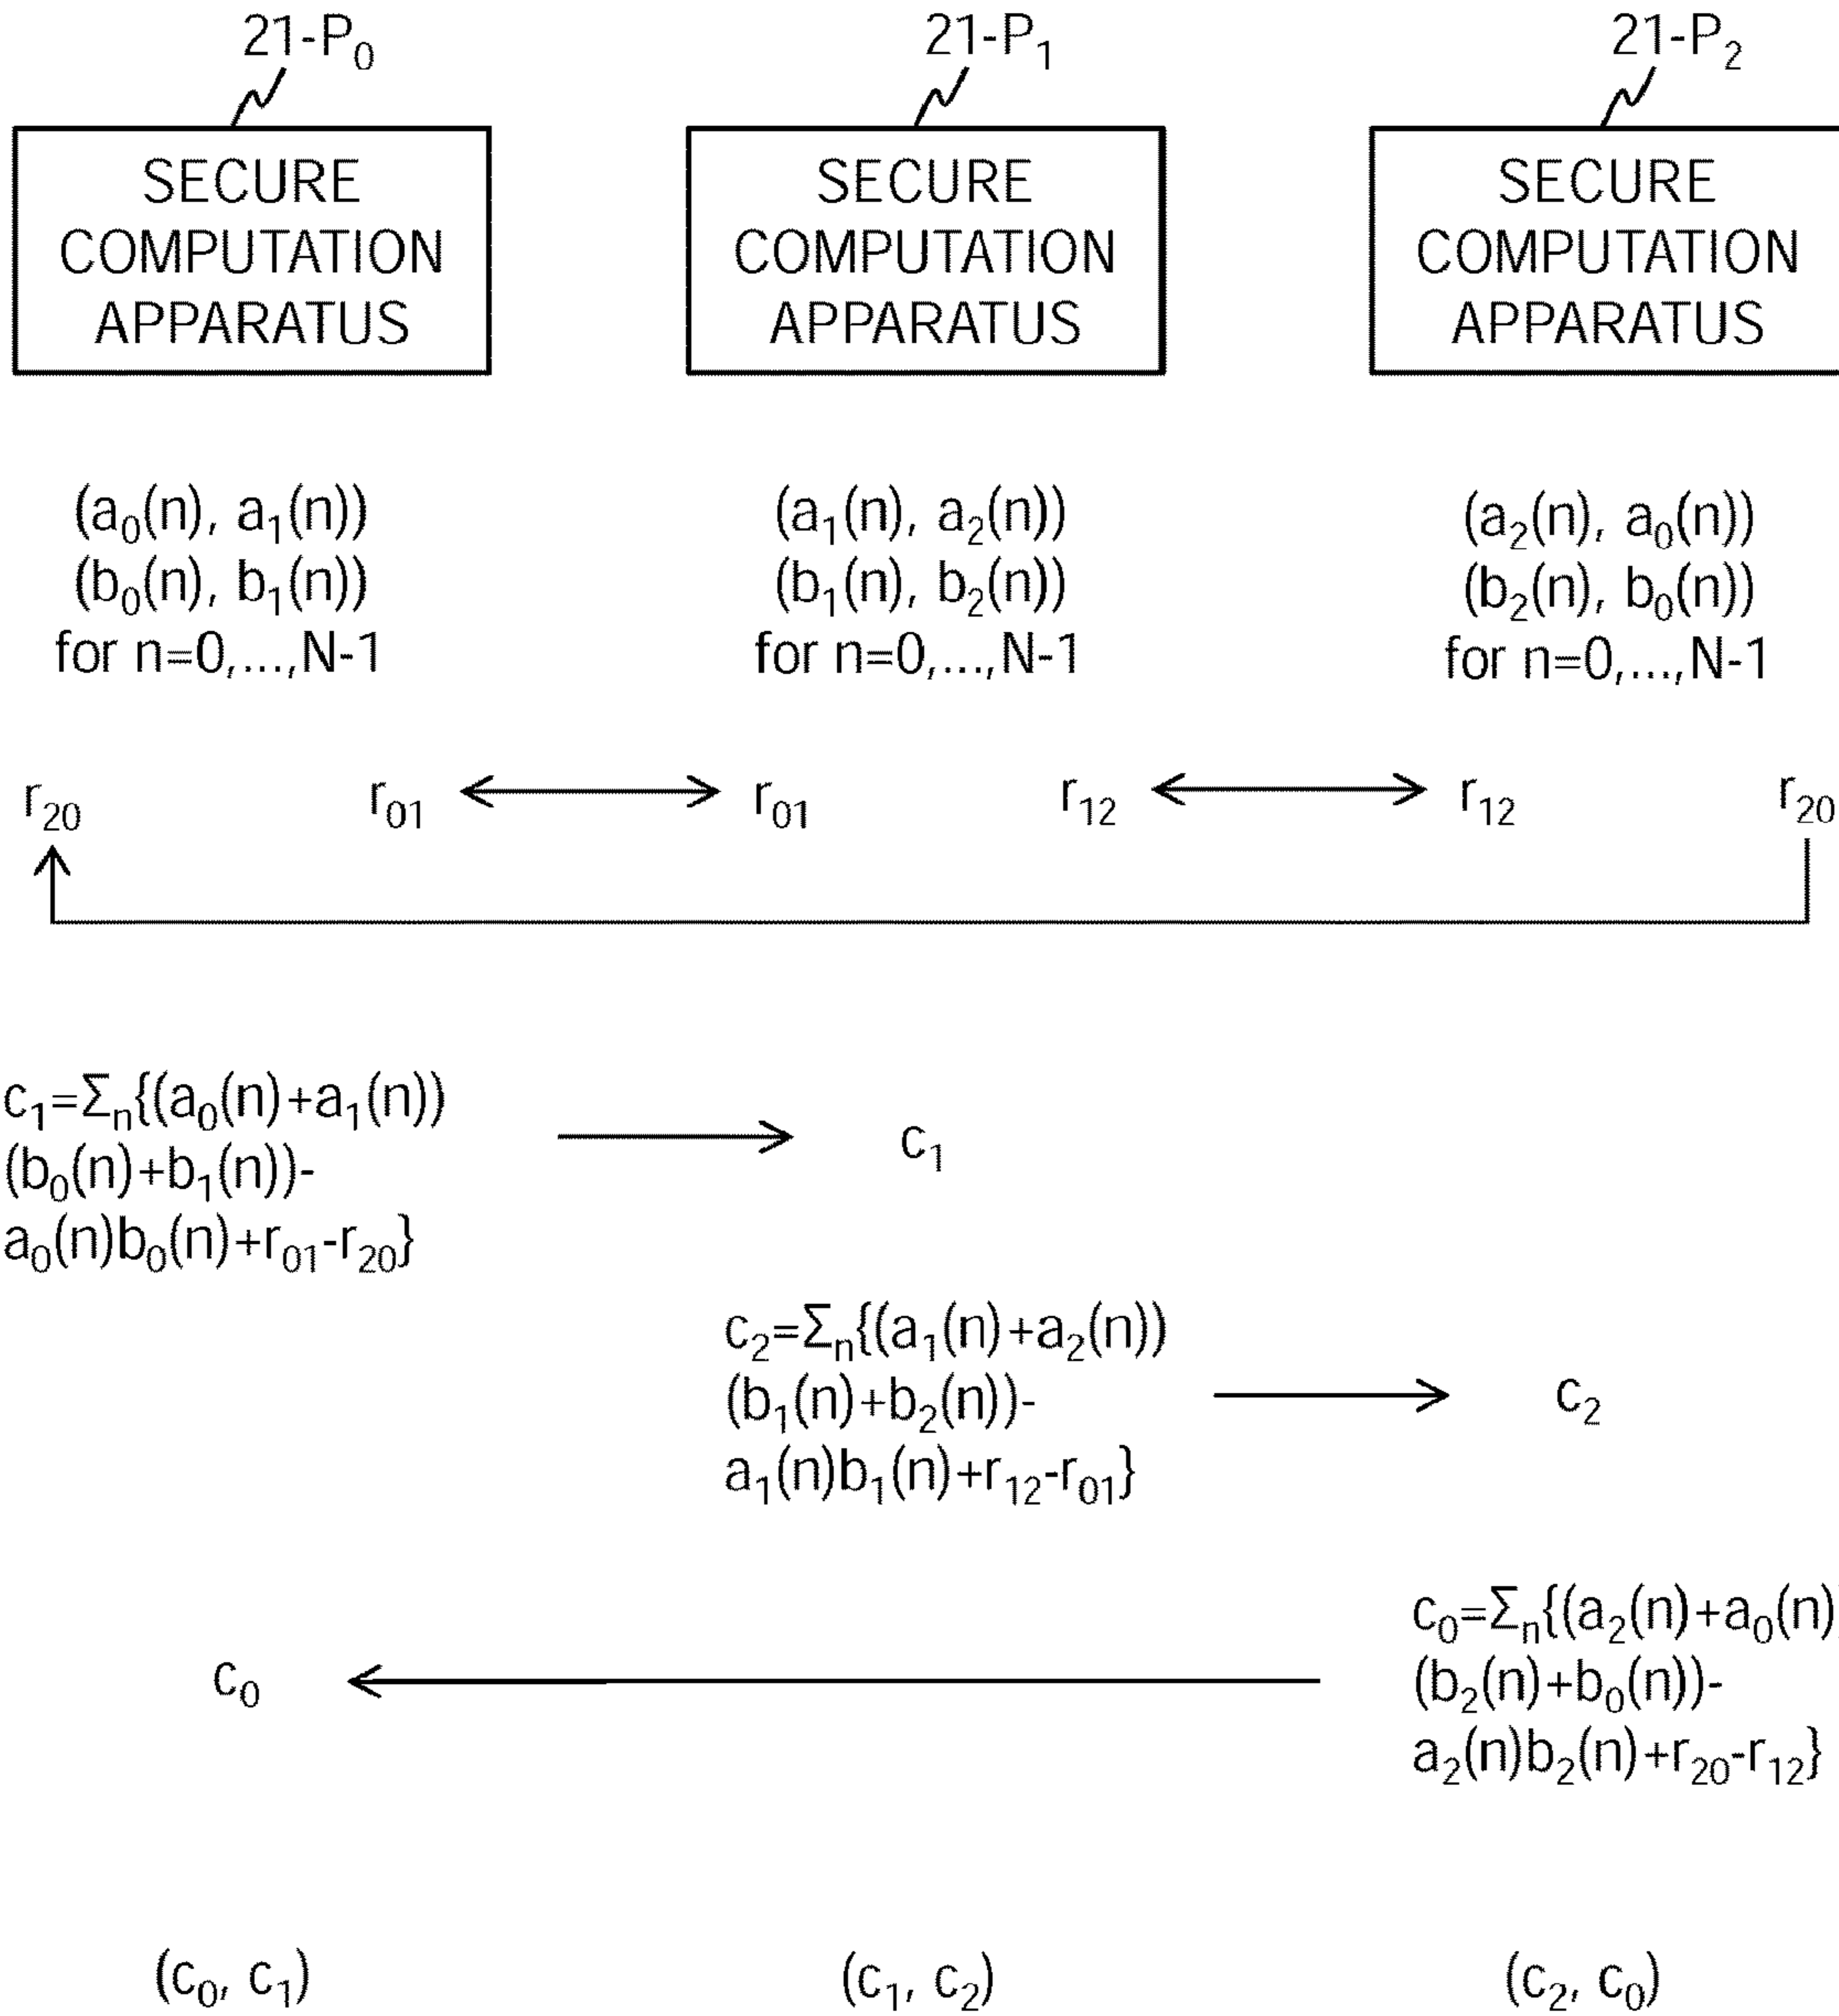 21-P₀
21-P₁
21-P₂
SECURE
COMPUTATION
APPARATUS
SECURE
COMPUTATION
APPARATUS
SECURE
COMPUTATION
APPARATUS
(a₀(n), a₁(n))
(b₀(n), b₁(n))
for n=0,...,N-1
(a₁(n), a₂(n))
(b₁(n), b₂(n))
for n=0,...,N-1
(a₂(n), a₀(n))
(b₂(n), b₀(n))
for n=0,...,N-1
r₂₀
r₀₁
r₀₁
r₁₂
r₁₂
r₂₀
c₁=Σₙ{(a₀(n)+a₁(n))
(b₀(n)+b₁(n))-
a₀(n)b₀(n)+r₀₁-r₂₀}
c₁
c₂=Σₙ{(a₁(n)+a₂(n))
(b₁(n)+b₂(n))-
a₁(n)b₁(n)+r₁₂-r₀₁}
c₂
c₀=Σₙ{(a₂(n)+a₀(n)
(b₂(n)+b₀(n))-
a₂(n)b₂(n)+r₂₀-r₁₂}
c₀
(c₀, c₁)
(c₁, c₂)
(c₂, c₀)